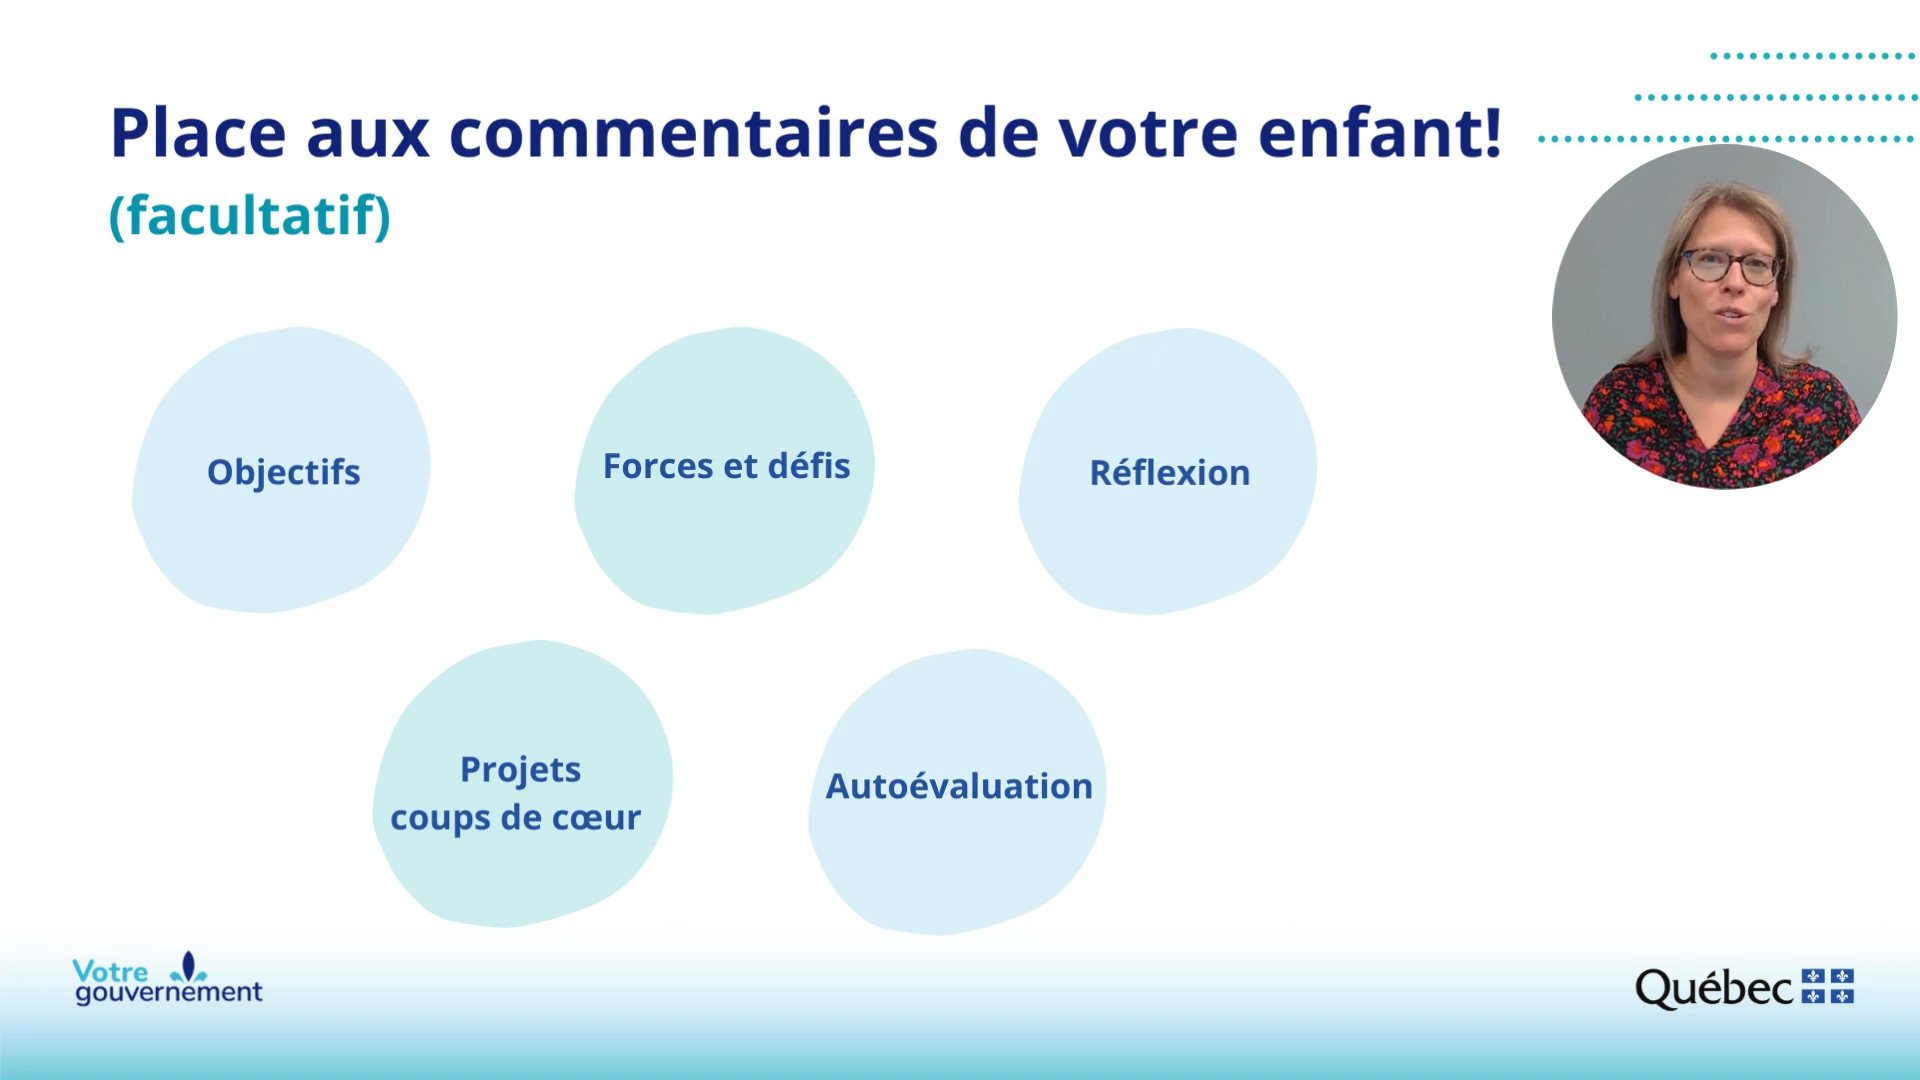 Place aux commentaires de votre enfant!
(facultatif)
Objectifs
Forces et défis
Réflexion
Projets
coups de cœur
Autoévaluation
Votre
gouvernement
Québec